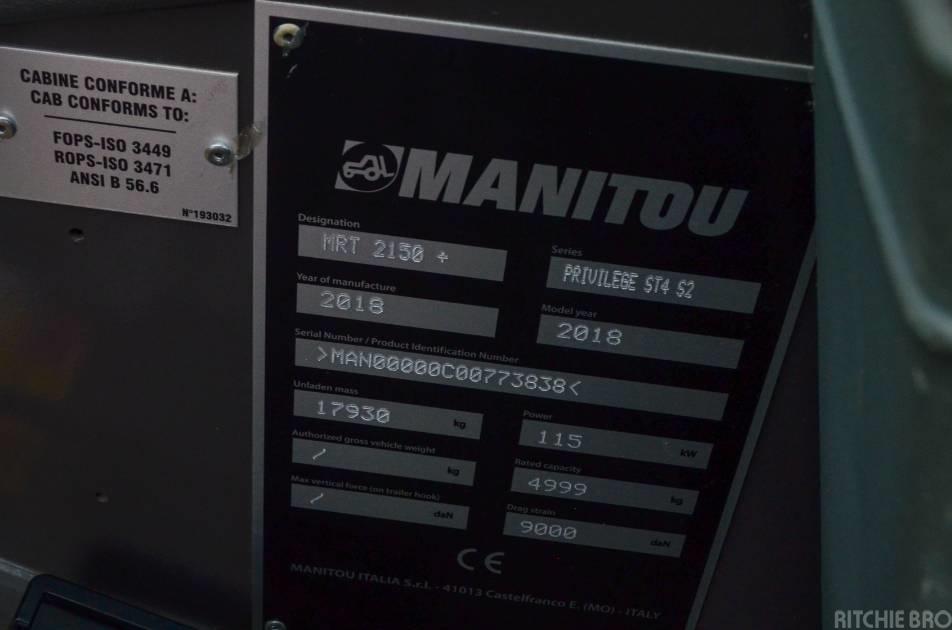 CABINE CONFORME A:
CAB CONFORMS TO:
FOPS-ISO 3449
ROPS-ISO 3471
ANSI B 56.6
N°193032
MANITOU
Designation
MRT 2150 +
Series
PRIVILEGE ST4 S2
Year of manufacture
2018
Model year
2018
Serial Number / Product Identification Number
>MAN00000C00773838<
Unladen mass
17930 kg
Power
115 kW
Authorized gross vehicle weight
/ kg
Rated capacity
4999 kg
Max vertical force (on trailer hook)
/ daN
Drag strain
9000 daN
CE
MANITOU ITALIA S.r.l. - 41013 Castelfranco E. (MO) - ITALY
RITCHIE BRO